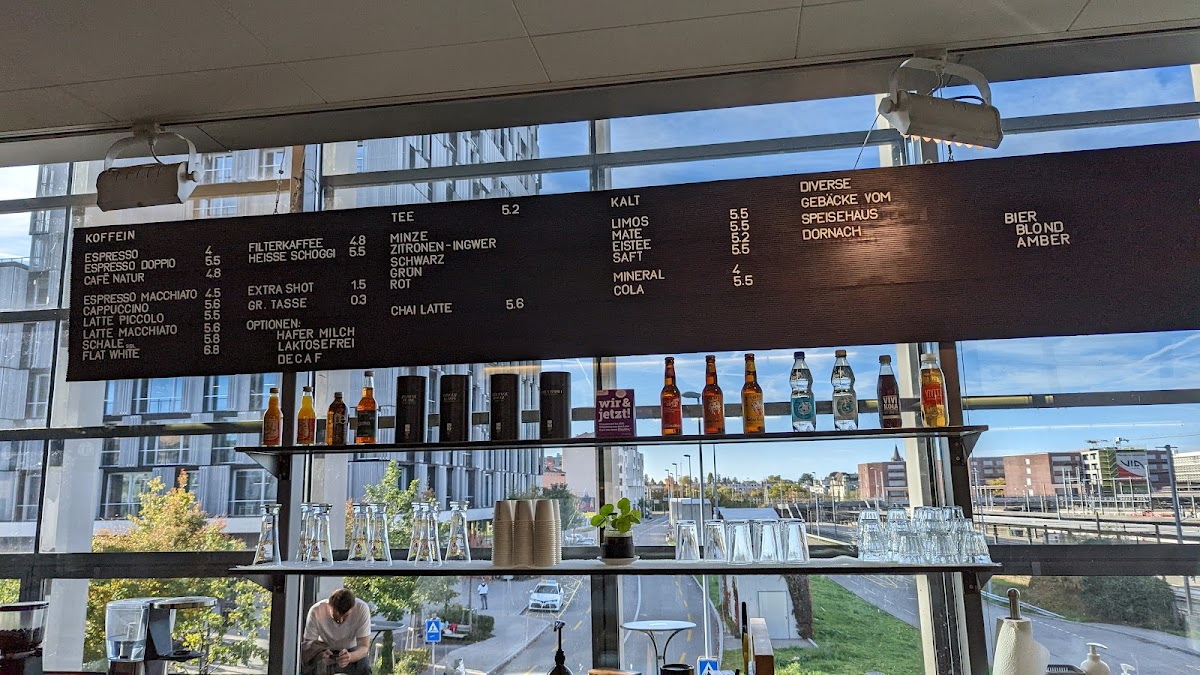 KOFFEIN
ESPRESSO 4
ESPRESSO DOPPIO 5.5
CAFÉ NATUR 4.8
ESPRESSO MACCHIATO 4.5
CAPPUCCINO 5.6
LATTE PICCOLO 5.5
LATTE MACCHIATO 5.6
SCHALE 5.8
FLAT WHITE 6.8
FILTERKAFFEE 4.8
HEISSE SCHOGGI 5.5
EXTRA SHOT 1.5
GR. TASSE 0.3
OPTIONEN:
HAFER MILCH
LAKTOSEFREI
DECAF
TEE 5.2
MINZE
ZITRONEN-INGWER
SCHWARZ
GRÜN
ROT
CHAI LATTE 5.6
KALT
LIMOS 5.5
MATE 5.5
EISTEE 5.2
SAFT 5.5
MINERAL 4
COLA 5.5
DIVERSE
GEBÄCKE VOM
SPEISEHAUS
DORNACH
BIER
BLOND
AMBER
wir &
jetzt!
VIVI
KOLA